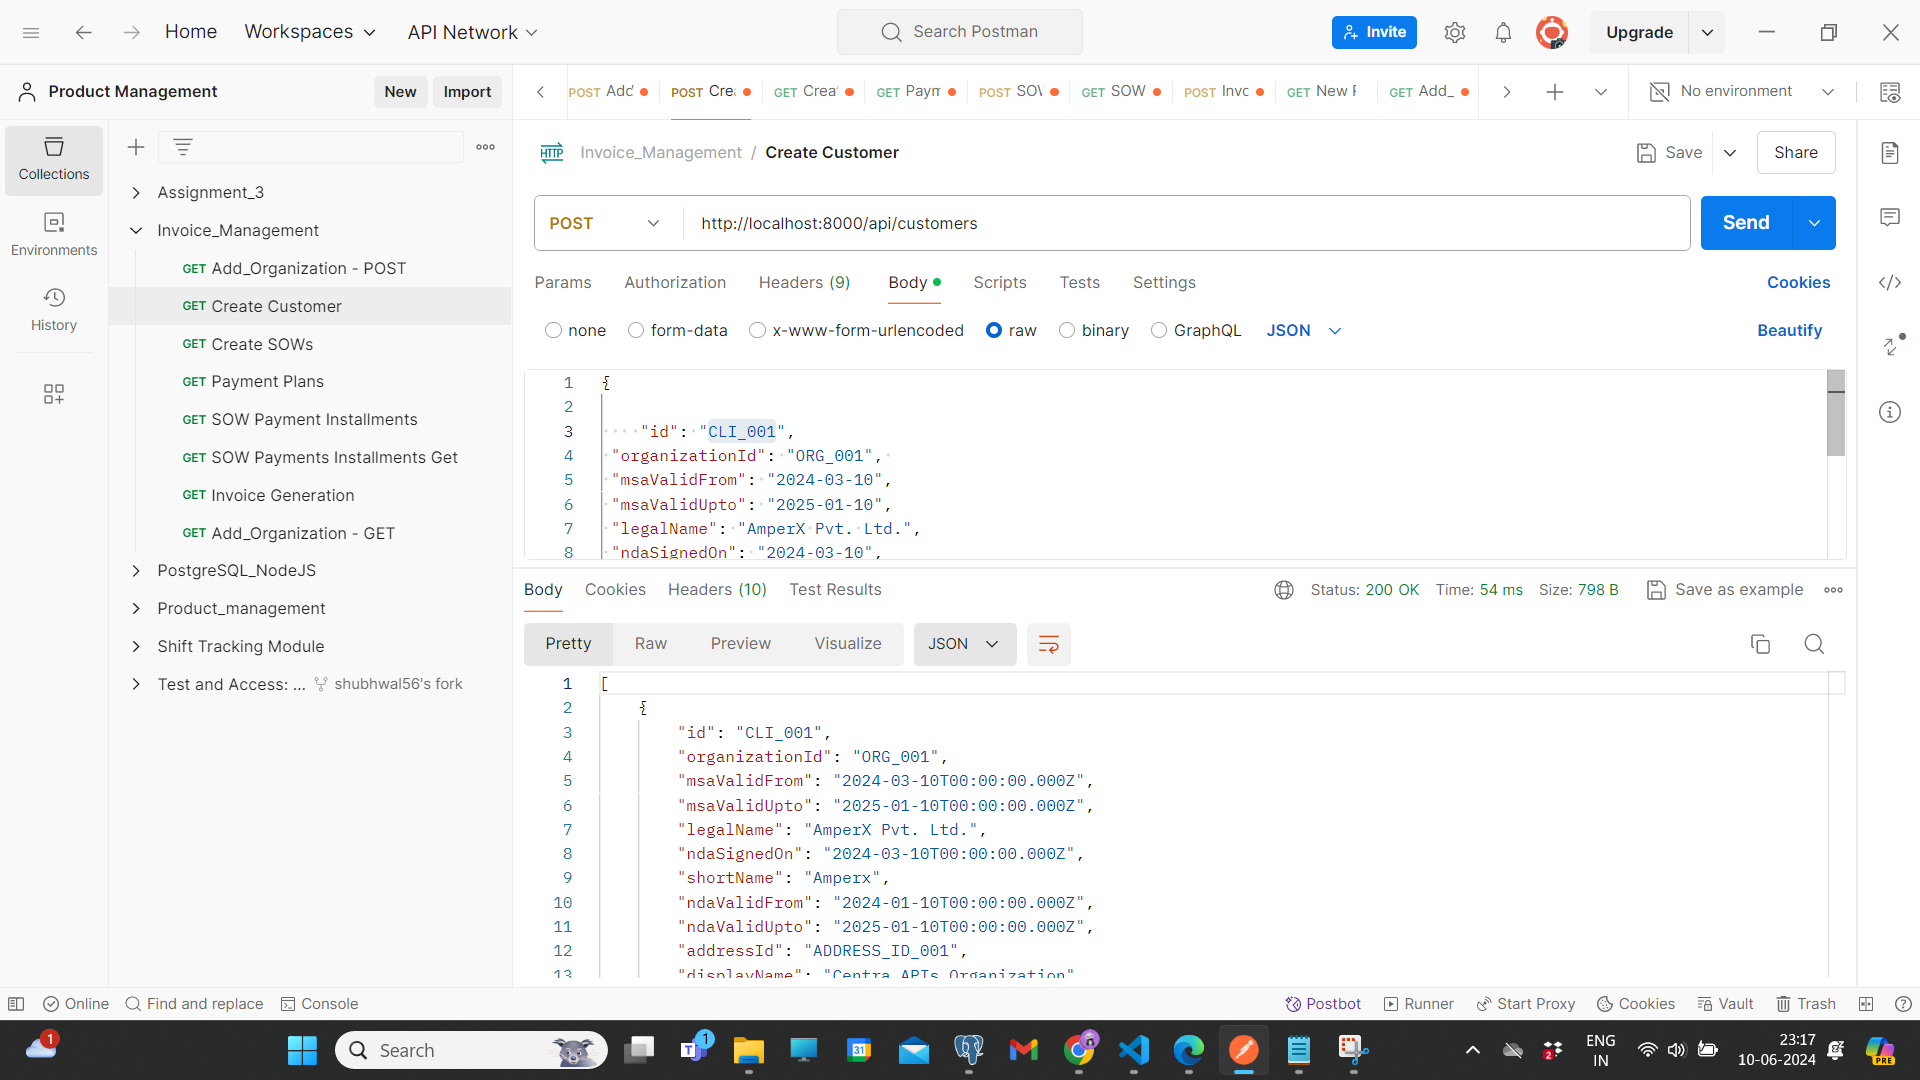 Home Workspaces API Network Search Postman Invite Upgrade
Product Management New Import
POST Add POST Cre GET Crea GET Paym POST SOW GET SOW POST Invo GET New GET Add_ No environment
Collections
Environments
History
Assignment_3
Invoice_Management
GET Add_Organization - POST
GET Create Customer
GET Create SOWs
GET Payment Plans
GET SOW Payment Installments
GET SOW Payments Installments Get
GET Invoice Generation
GET Add_Organization - GET
PostgreSQL_NodeJS
Product_management
Shift Tracking Module
Test and Access: ... shubhwal56's fork
HTTP Invoice_Management / Create Customer Save Share
POST http://localhost:8000/api/customers Send
Params Authorization Headers (9) Body Scripts Tests Settings Cookies
none form-data x-www-form-urlencoded raw binary GraphQL JSON Beautify
1 {
2
3 "id": "CLI_001",
4 "organizationId": "ORG_001",
5 "msaValidFrom": "2024-03-10",
6 "msaValidUpto": "2025-01-10",
7 "legalName": "AmperX Pvt. Ltd.",
8 "ndaSignedOn": "2024-03-10",
Body Cookies Headers (10) Test Results Status: 200 OK Time: 54 ms Size: 798 B Save as example
Pretty Raw Preview Visualize JSON
1 [
2 {
3 "id": "CLI_001",
4 "organizationId": "ORG_001",
5 "msaValidFrom": "2024-03-10T00:00:00.000Z",
6 "msaValidUpto": "2025-01-10T00:00:00.000Z",
7 "legalName": "AmperX Pvt. Ltd.",
8 "ndaSignedOn": "2024-03-10T00:00:00.000Z",
9 "shortName": "Amperx",
10 "ndaValidFrom": "2024-01-10T00:00:00.000Z",
11 "ndaValidUpto": "2025-01-10T00:00:00.000Z",
12 "addressId": "ADDRESS_ID_001",
13 "displayName": "Centra APIs Organization"
Online Find and replace Console Postbot Runner Start Proxy Cookies Vault Trash
1 Search 1 31 2 ENG IN 23:17 10-06-2024 PRE